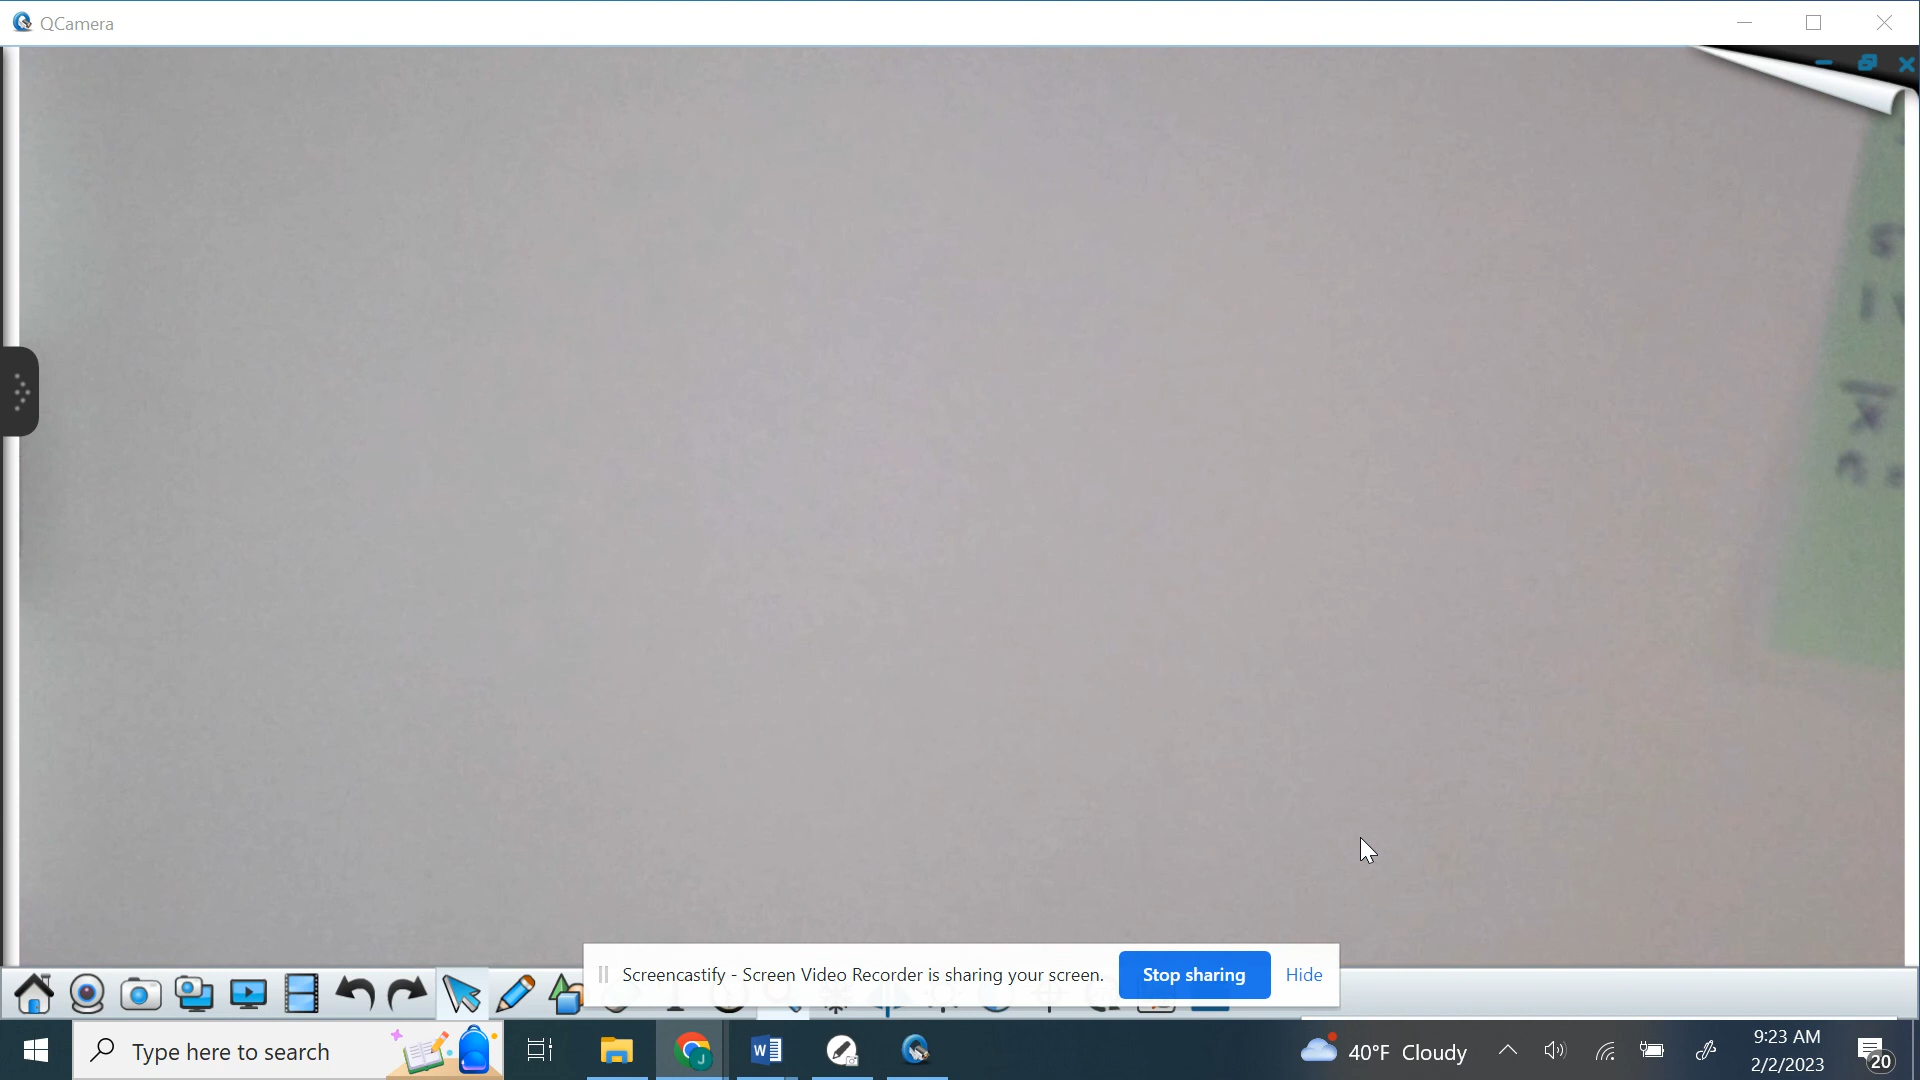 QCamera
Screencastify - Screen Video Recorder is sharing your screen.
Stop sharing
Hide
Type here to search
40°F Cloudy
9:23 AM
2/2/2023
20